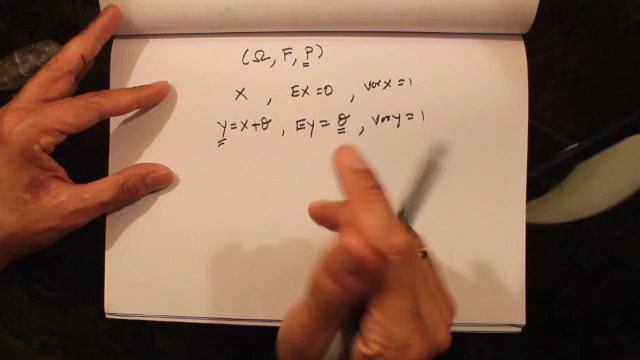 (Ω, F, P)
X , EX=0 , var X = 1
y = X+θ , EY = θ , var y = 1